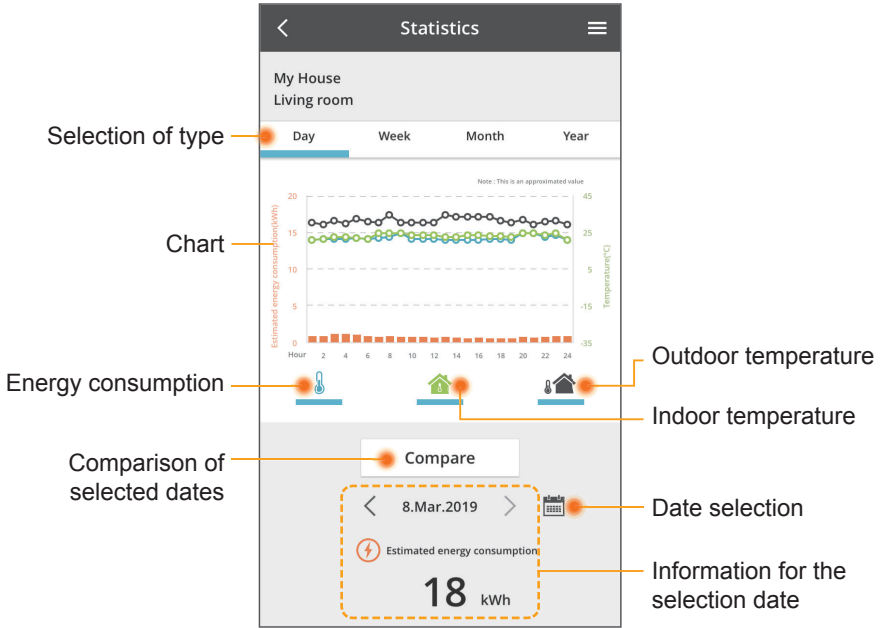 Statistics
My House
Living room
Selection of type
Day Week Month Year
Note : This is an approximated value
Chart
Estimated energy consumption(kWh)
20
15
10
5
0
45
25
5
-15
-35
Temperature(°C)
Hour 2 4 6 8 10 12 14 16 18 20 22 24
Energy consumption
Outdoor temperature
Indoor temperature
Compare
Comparison of
selected dates
8.Mar.2019
Date selection
Estimated energy consumption
18 kWh
Information for the
selection date